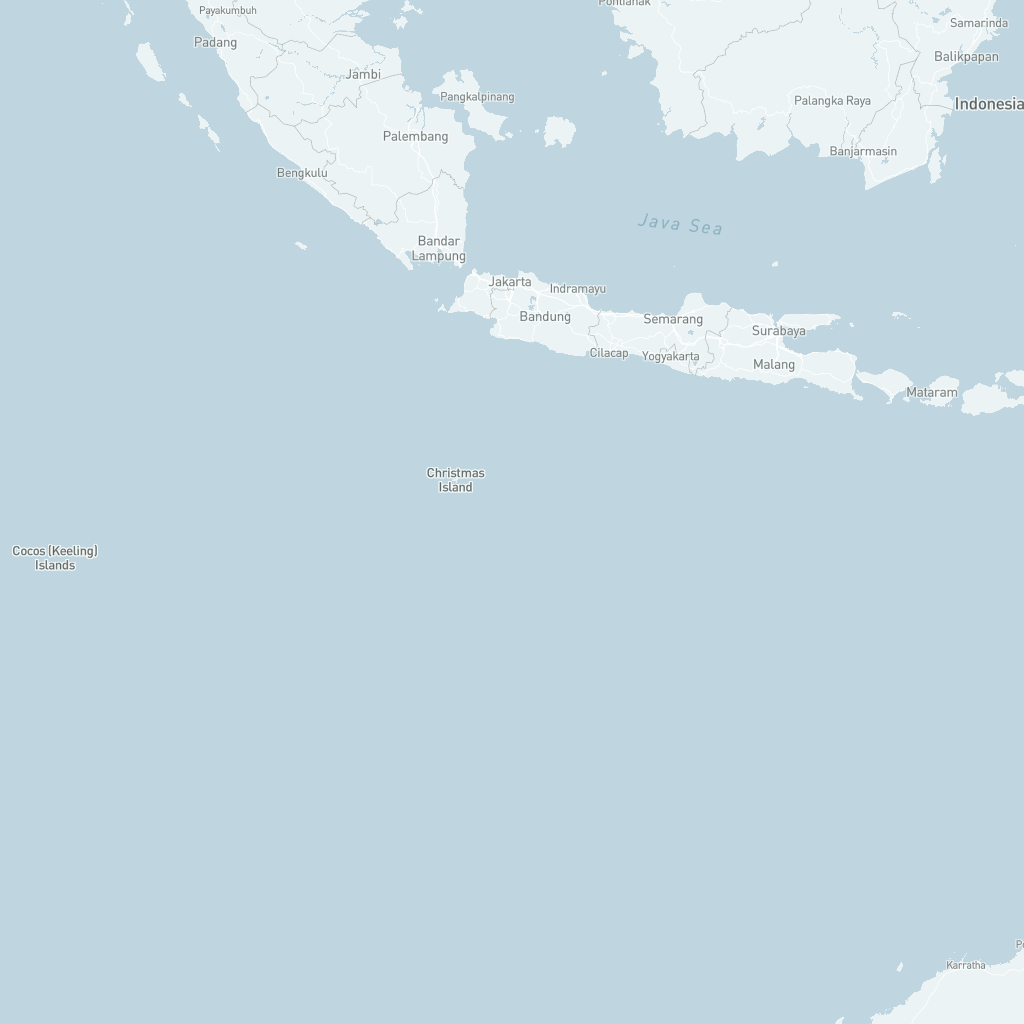 Pontianak
Payakumbuh
Samarinda
Padang
Balikpapan
Jambi
Pangkalpinang
Palangka Raya
Indonesia
Palembang
Banjarmasin
Bengkulu
Java Sea
Bandar
Lampung
Jakarta
Indramayu
Bandung
Semarang
Surabaya
Cilacap
Yogyakarta
Malang
Mataram
Christmas
Island
Cocos (Keeling)
Islands
Karratha